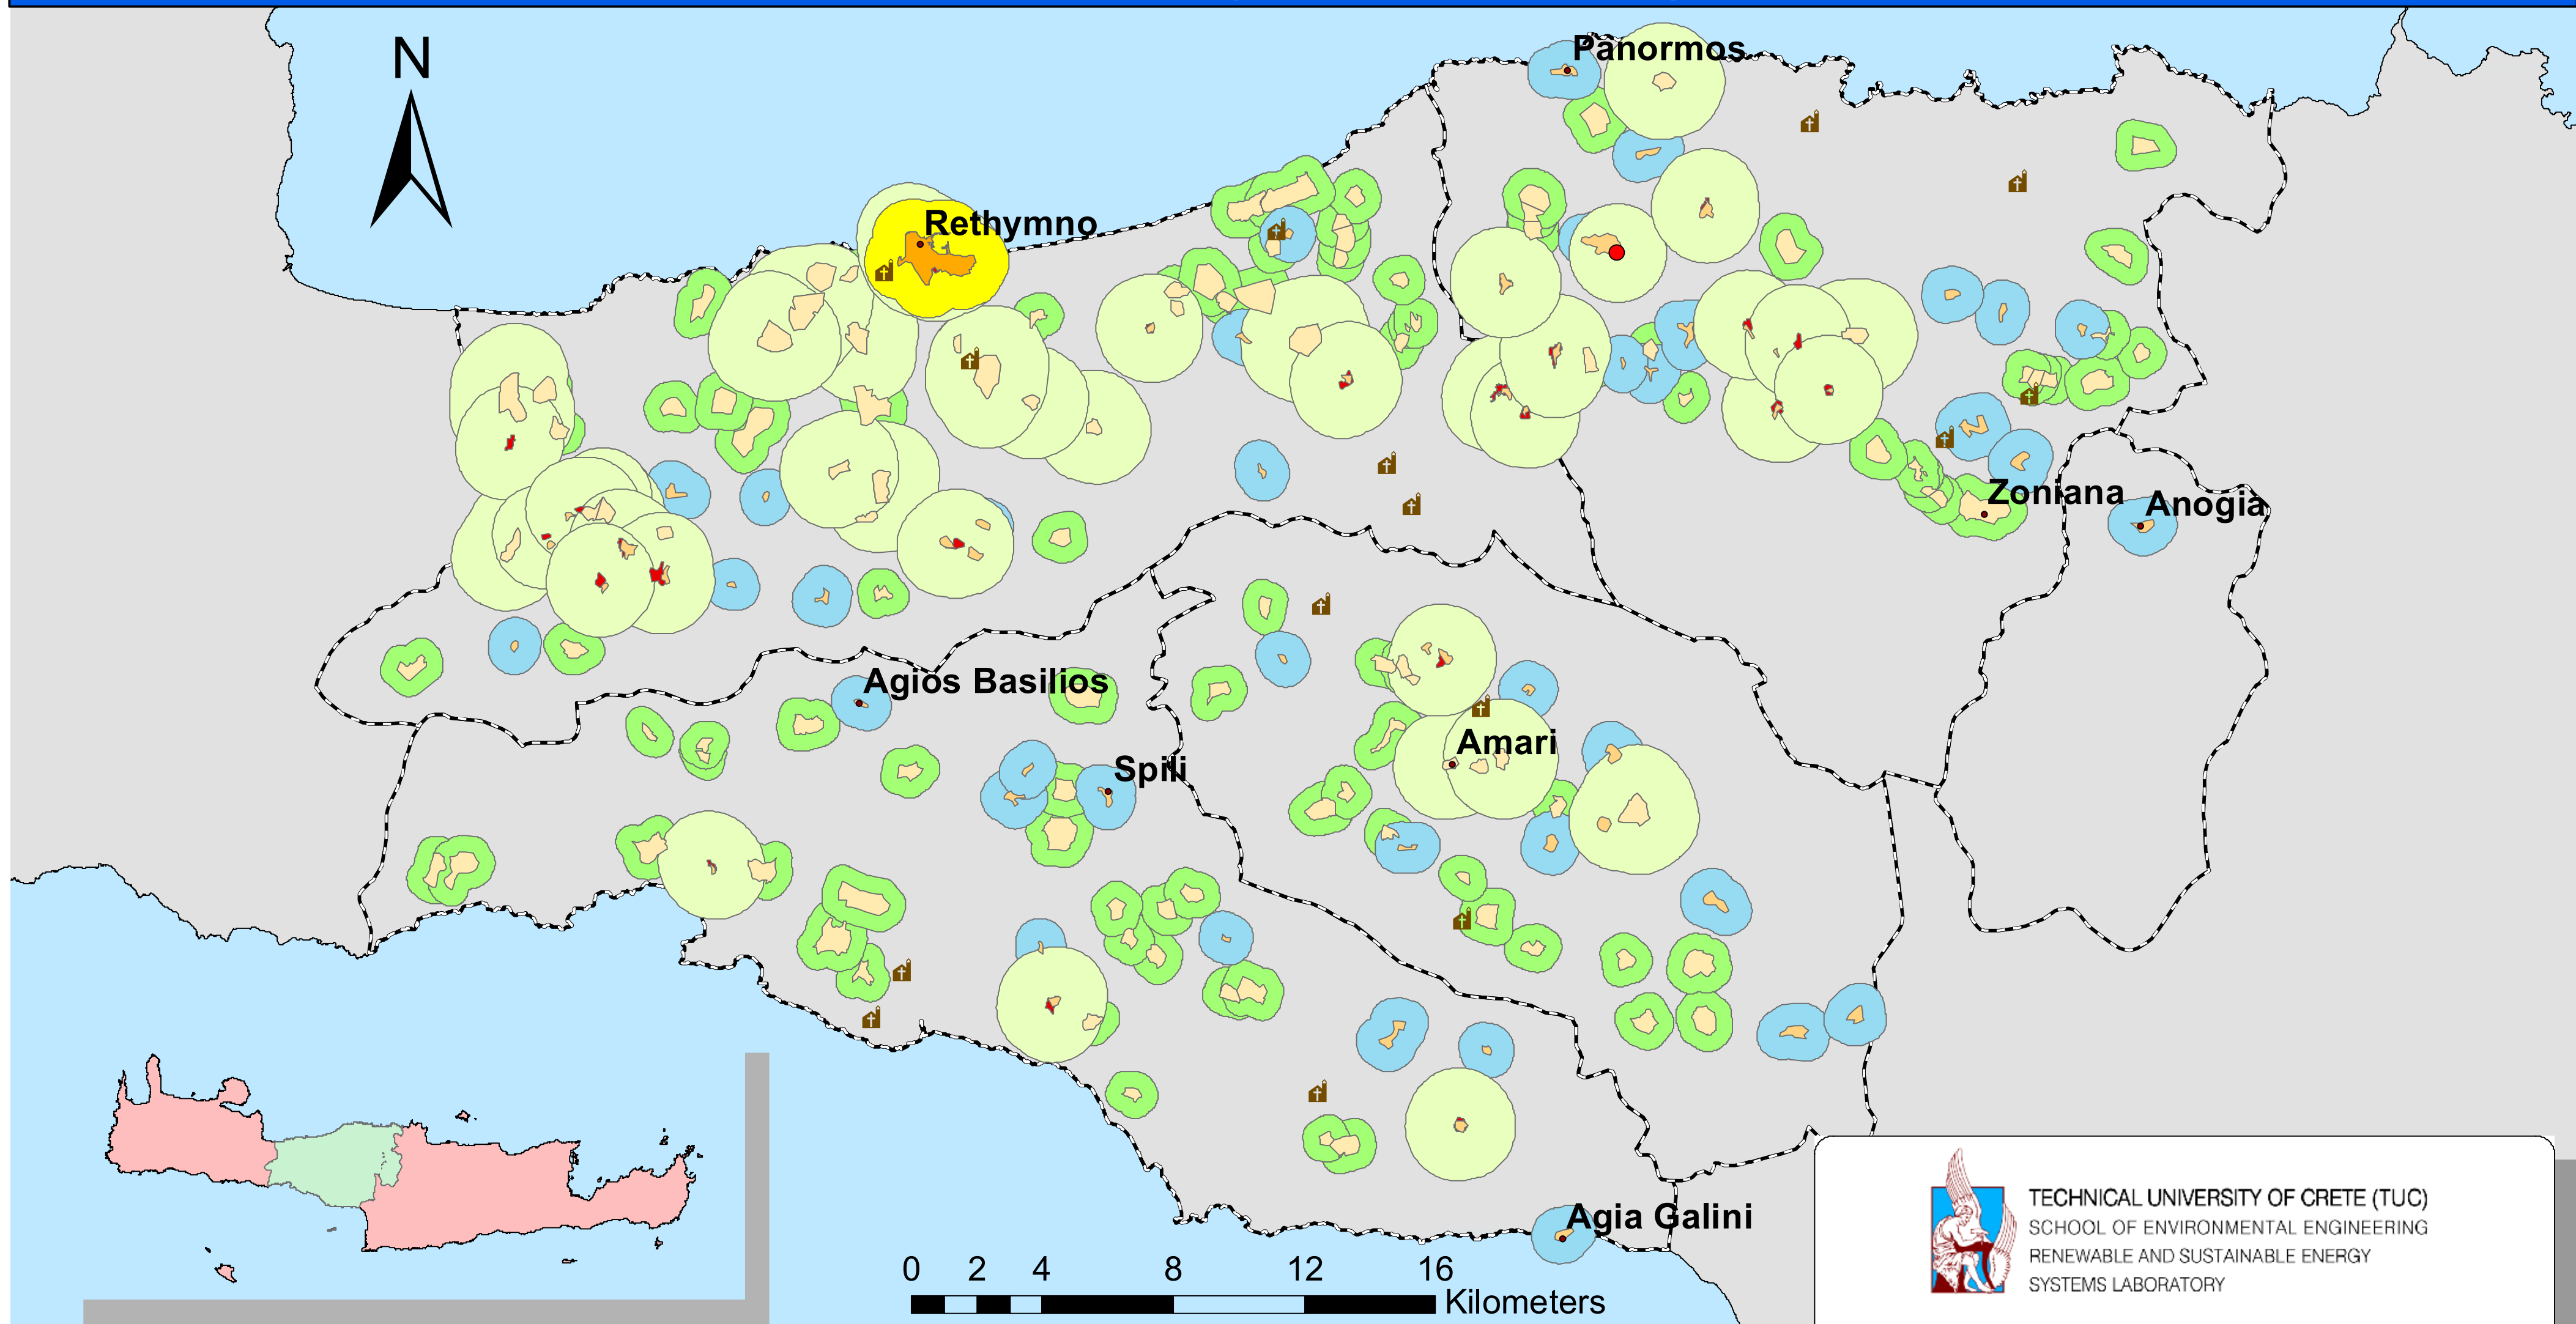 N
Panormos
Rethymno
Zoniana
Anogia
Agios Basilios
Amari
Spili
Agia Galini
0 2 4 8 12 16
Kilometers
TECHNICAL UNIVERSITY OF CRETE (TUC)
SCHOOL OF ENVIRONMENTAL ENGINEERING
RENEWABLE AND SUSTAINABLE ENERGY
SYSTEMS LABORATORY